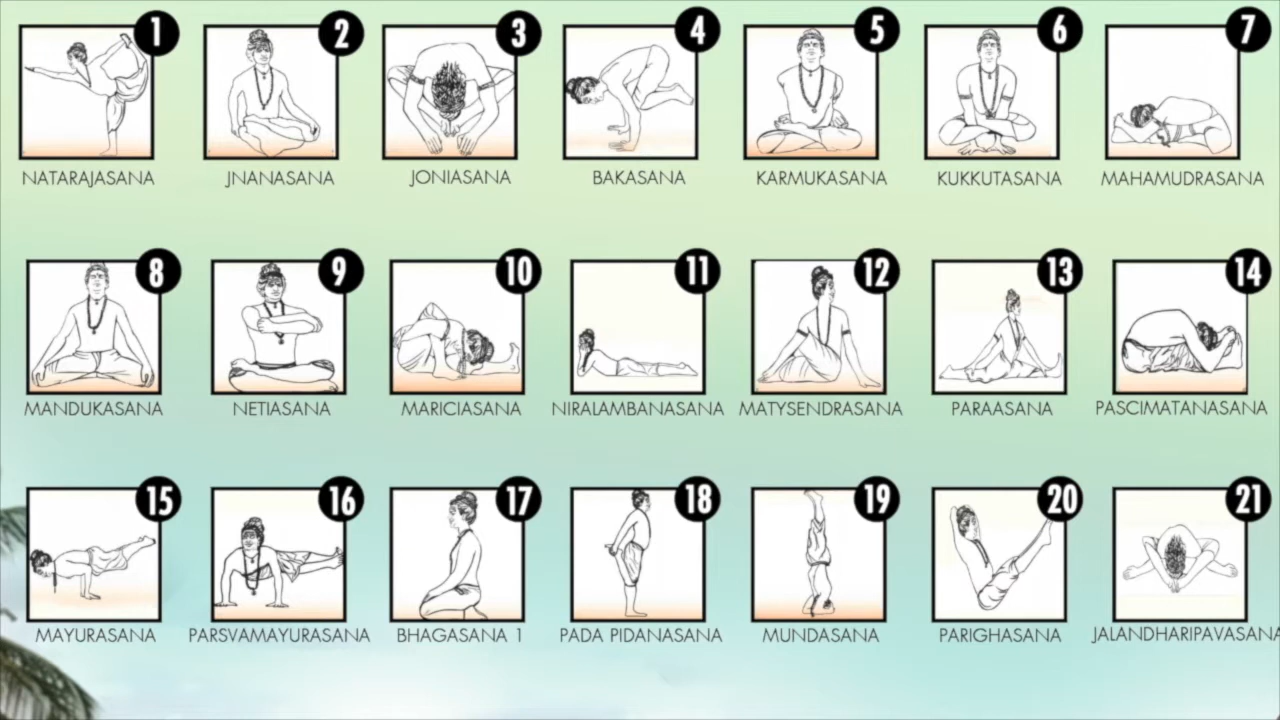 1 2 3 4 5 6 7
NATARAJASANA JNANASANA JONIASANA BAKASANA KARMUKASANA KUKKUTASANA MAHAMUDRASANA
8 9 10 11 12 13 14
MANDUKASANA NETIASANA MARICIASANA NIRALAMBANASANA MATYSENDRASANA PARAASANA PASCIMATANASANA
15 16 17 18 19 20 21
MAYURASANA PARSVAMAYURASANA BHAGASANA 1 PADA PIDANASANA MUNDASANA PARIGHASANA JALANDHARIPAVASANA